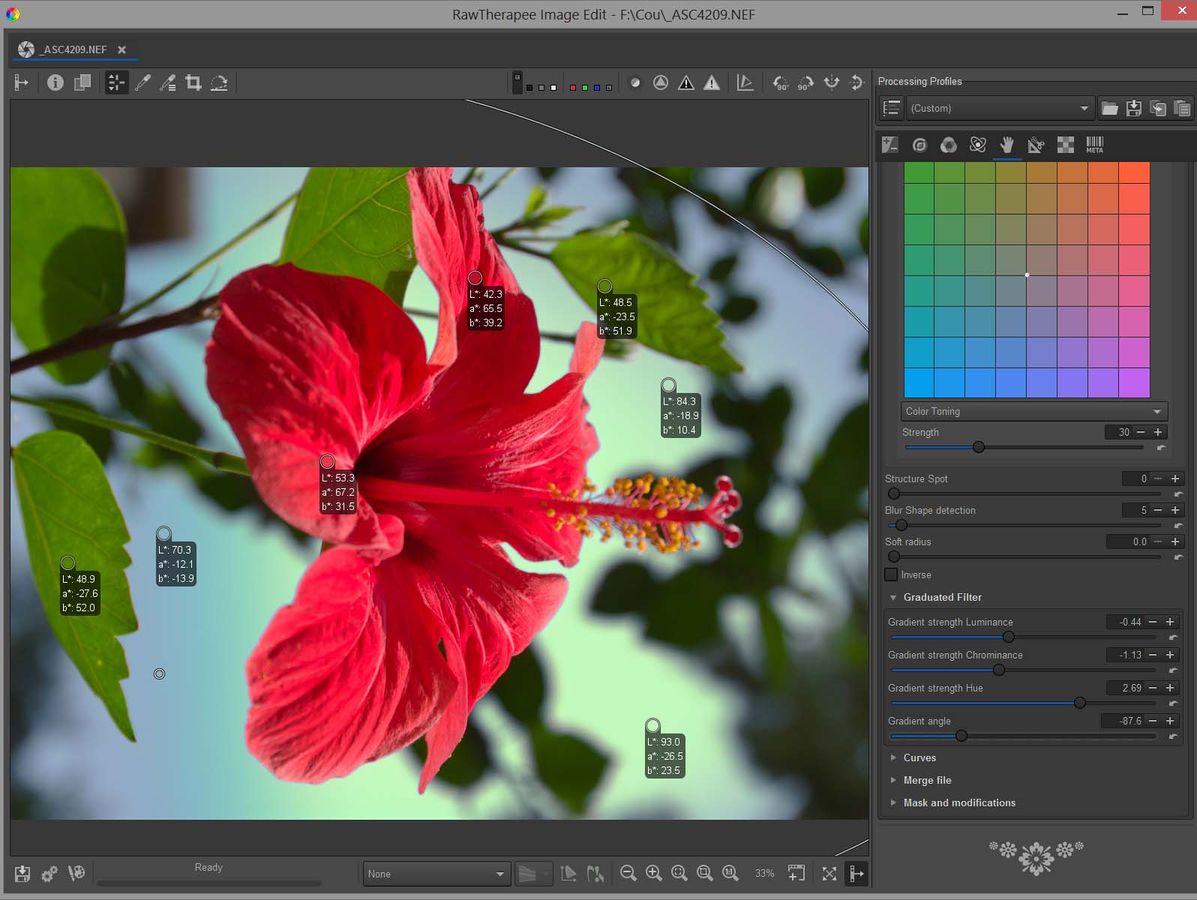 RawTherapee Image Edit - F:\Cou\_ASC4209.NEF
_ASC4209.NEF
90°
90°
Processing Profiles
(Custom)
META
L*: 42.3
a*: 65.5
b*: 39.2
L*: 48.5
a*: -23.5
b*: 51.9
L*: 84.3
a*: -18.9
b*: 10.4
L*: 53.3
a*: 67.2
b*: 31.5
L*: 70.3
a*: -12.1
b*: -13.9
L*: 48.9
a*: -27.6
b*: 52.0
L*: 93.0
a*: -26.5
b*: 23.5
Color Toning
Strength 30
Structure Spot 0
Blur Shape detection 5
Soft radius 0.0
Inverse
Graduated Filter
Gradient strength Luminance -0.44
Gradient strength Chrominance -1.13
Gradient strength Hue 2.69
Gradient angle -87.6
Curves
Merge file
Mask and modifications
Ready
None
33%